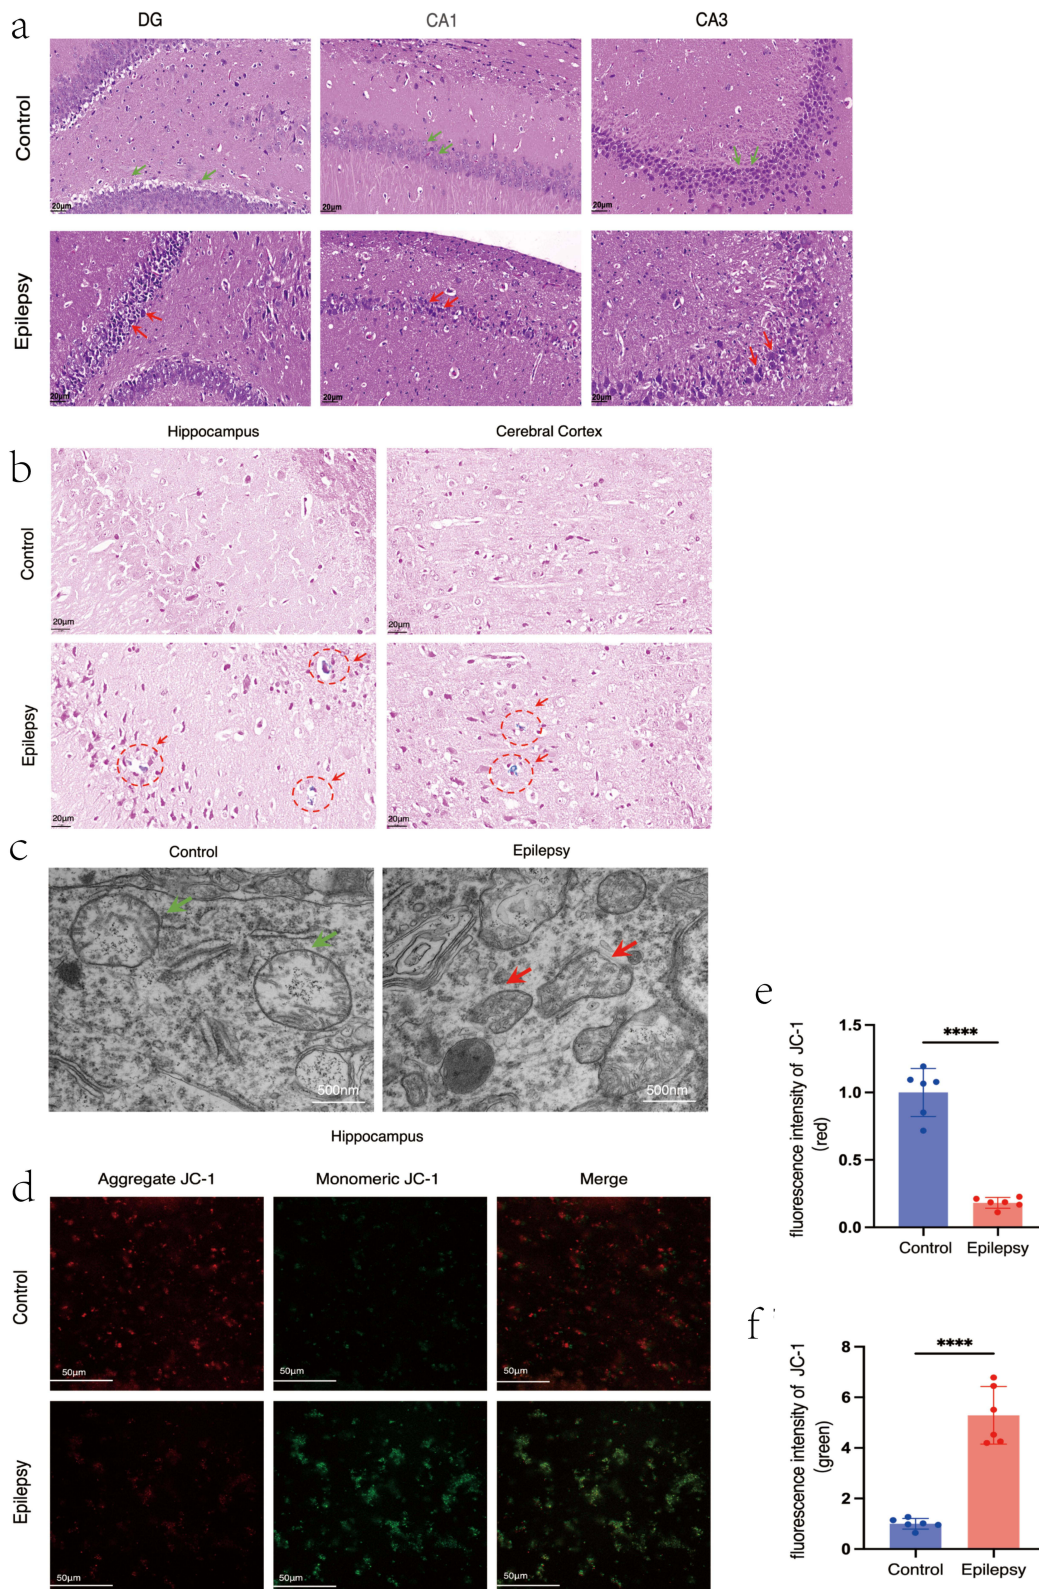 a
DG
CA1
CA3
Control
20μm
20μm
20μm
Epilepsy
20μm
20μm
20μm
b
Hippocampus
Cerebral Cortex
Control
20μm
20μm
Epilepsy
20μm
20μm
c
Control
Epilepsy
500nm
500nm
Hippocampus
d
Aggregate JC-1
Monomeric JC-1
Merge
Control
50μm
50μm
50μm
Epilepsy
50μm
50μm
50μm
e
fluorescence intensity of JC-1
(red)
1.5
1.0
0.5
0.0
****
Control
Epilepsy
f
fluorescence intensity of JC-1
(green)
8
6
4
2
0
****
Control
Epilepsy